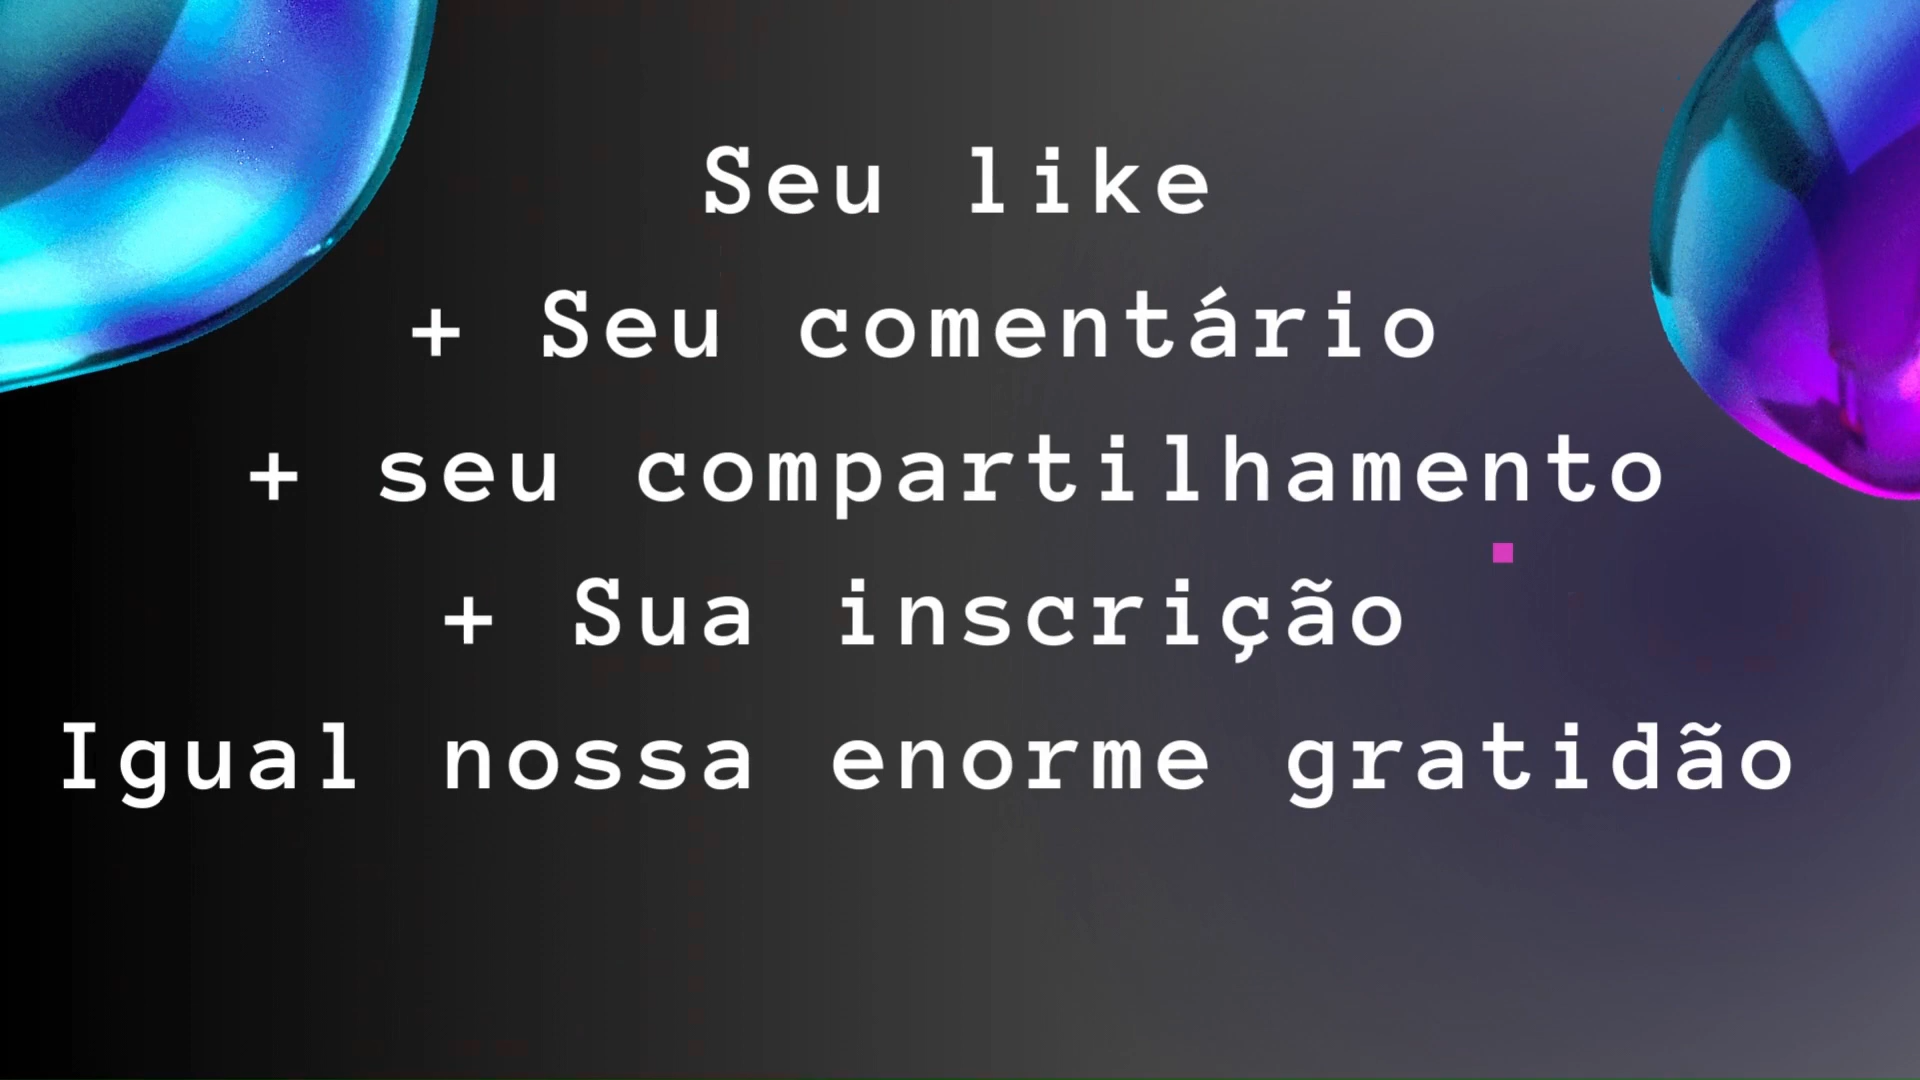 Seu like
+ Seu comentário
+ seu compartilhamento
+ Sua inscrição
Igual nossa enorme gratidão